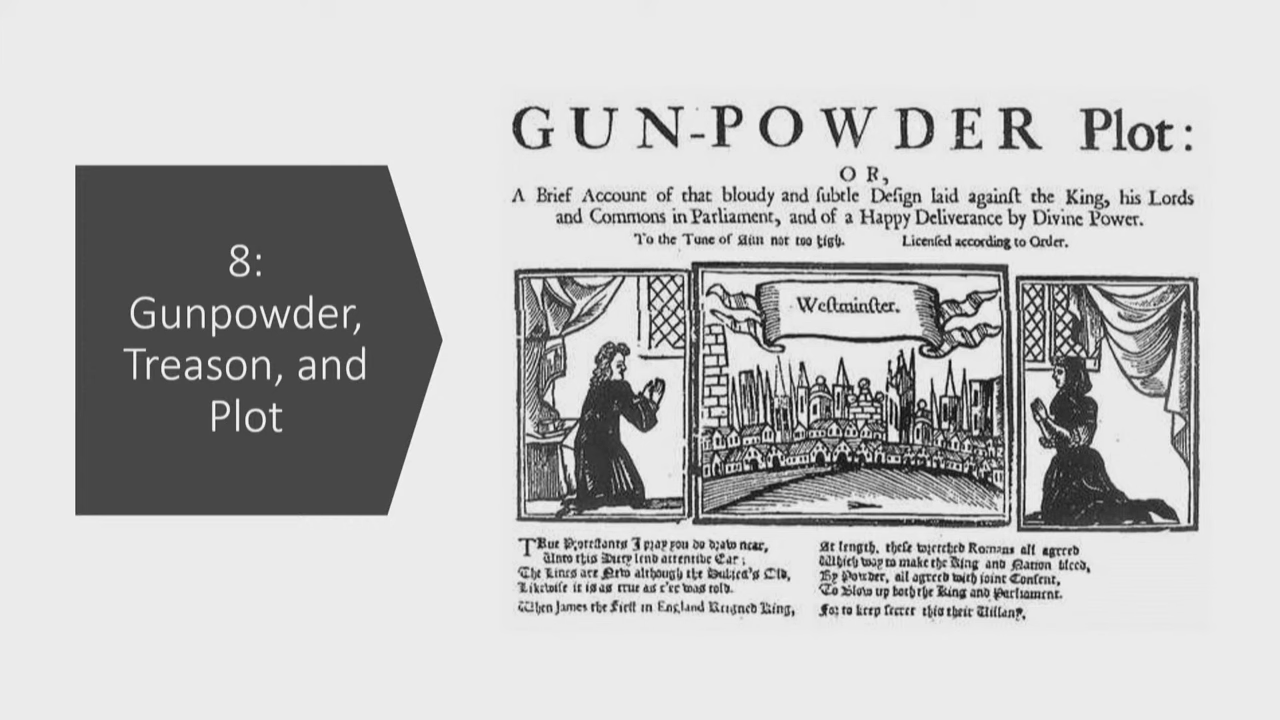 8:
Gunpowder,
Treason, and
Plot
GUN-POWDER Plot:
OR,
A Brief Account of that bloudy and ſubtle Deſign laid againſt the King, his Lords
and Commons in Parliament, and of a Happy Deliverance by Divine Power.
To the Tune of Aim not too high. Licenſed according to Order.
Weſtminſter.
TRue Proteſtants I pray you do draw near,
Unto this Ditty lend attentive Ear;
The Lines are New although the Subject's Old,
Likewiſe it is as true as e'er was told.
When James the Firſt in England Reigned King,
At length, theſe wretched Romans all agreed
Which way to make the King and Nation bleed,
By Powder, all agreed with joint Conſent,
To Blow up both the King and Parliament.
For to keep ſecret this their Villany,